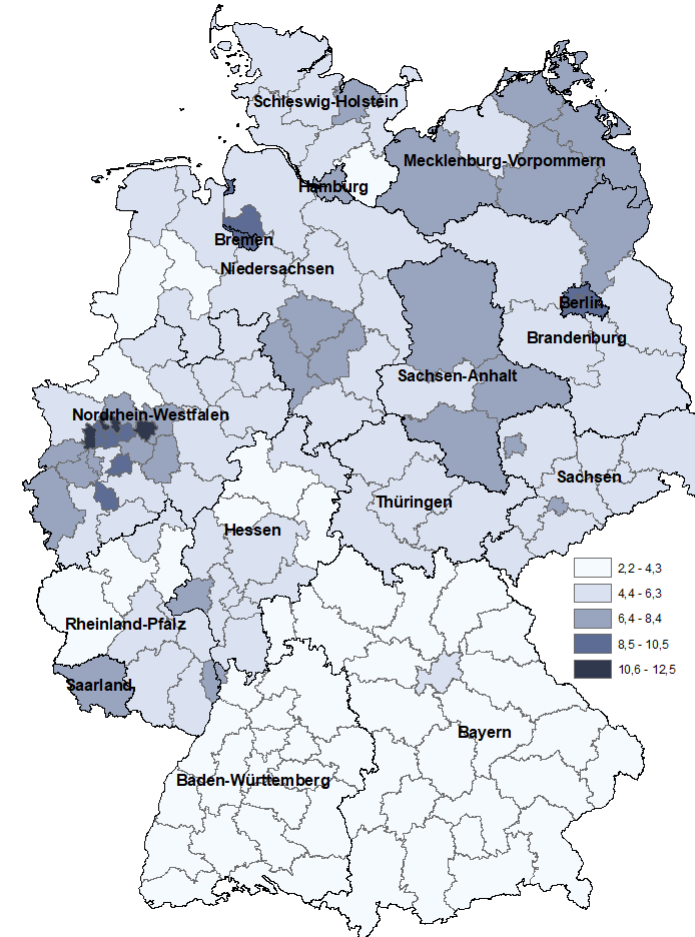 Schleswig-Holstein
Mecklenburg-Vorpommern
Hamburg
Bremen
Niedersachsen
Berlin
Brandenburg
Sachsen-Anhalt
Nordrhein-Westfalen
Sachsen
Thüringen
Hessen
2,2 - 4,3
4,4 - 6,3
6,4 - 8,4
8,5 - 10,5
10,6 - 12,5
Rheinland-Pfalz
Saarland
Bayern
Baden-Württemberg